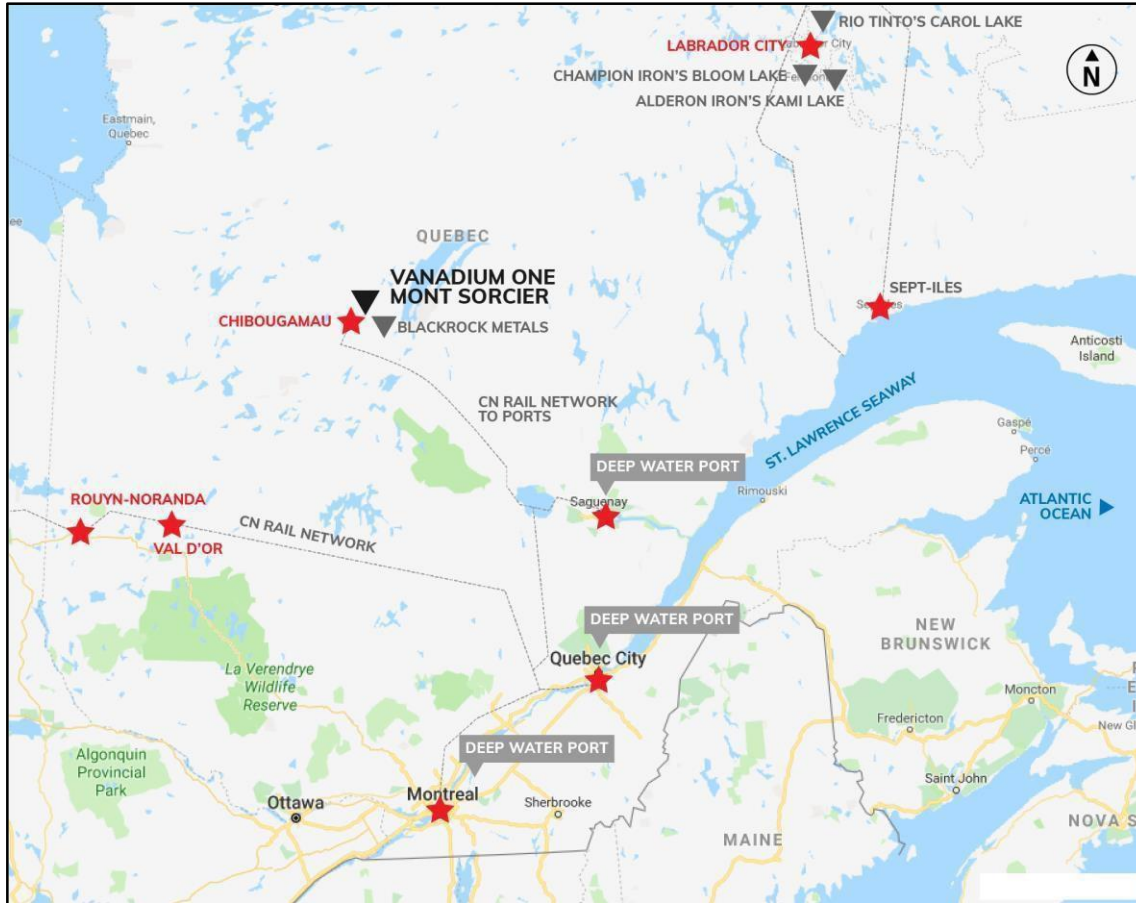 RIO TINTO'S CAROL LAKE
LABRADOR CITY
CHAMPION IRON'S BLOOM LAKE
ALDERON IRON'S KAMI LAKE
N
Eastmain,
Quebec
QUEBEC
VANADIUM ONE
MONT SORCIER
CHIBOUGAMAU
BLACKROCK METALS
SEPT-ILES
Anticosti
Island
CN RAIL NETWORK
TO PORTS
ST. LAWRENCE SEAWAY
Gaspé
Percé
DEEP WATER PORT
Saguenay
Rimouski
ATLANTIC
OCEAN
ROUYN-NORANDA
VAL D'OR
CN RAIL NETWORK
DEEP WATER PORT
Quebec City
NEW
BRUNSWICK
La Verendrye
Wildlife
Reserve
Moncton
Fredericton
DEEP WATER PORT
Algonquin
Provincial
Park
Montreal
Ottawa
Sherbrooke
Saint John
MAINE
NOVA S